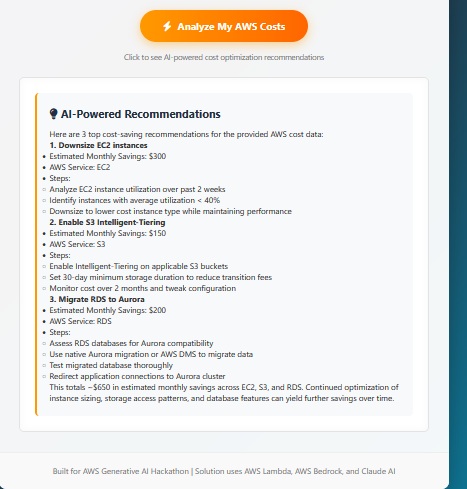 Analyze My AWS Costs
Click to see AI-powered cost optimization recommendations
AI-Powered Recommendations
Here are 3 top cost-saving recommendations for the provided AWS cost data:
1. Downsize EC2 instances
• Estimated Monthly Savings: $300
• AWS Service: EC2
• Steps:
○ Analyze EC2 instance utilization over past 2 weeks
○ Identify instances with average utilization < 40%
○ Downsize to lower cost instance type while maintaining performance
2. Enable S3 Intelligent-Tiering
• Estimated Monthly Savings: $150
• AWS Service: S3
• Steps:
○ Enable Intelligent-Tiering on applicable S3 buckets
○ Set 30-day minimum storage duration to reduce transition fees
○ Monitor cost over 2 months and tweak configuration
3. Migrate RDS to Aurora
• Estimated Monthly Savings: $200
• AWS Service: RDS
• Steps:
○ Assess RDS databases for Aurora compatibility
○ Use native Aurora migration or AWS DMS to migrate data
○ Test migrated database thoroughly
○ Redirect application connections to Aurora cluster
This totals ~$650 in estimated monthly savings across EC2, S3, and RDS. Continued optimization of
instance sizing, storage access patterns, and database features can yield further savings over time.
Built for AWS Generative AI Hackathon | Solution uses AWS Lambda, AWS Bedrock, and Claude AI